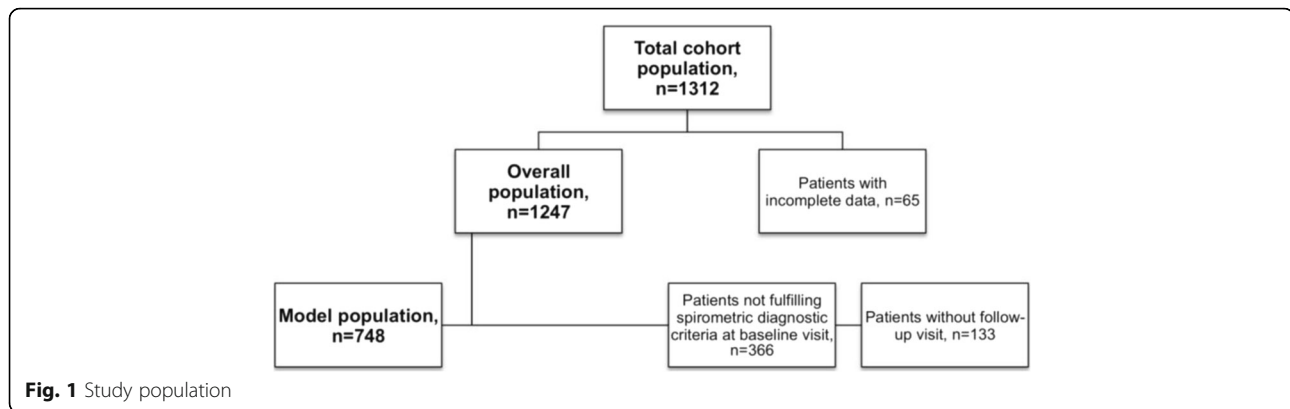 Total cohort
population,
n=1312
Overall
population,
n=1247
Patients with
incomplete data, n=65
Model population,
n=748
Patients not fulfilling
spirometric diagnostic
criteria at baseline visit,
n=366
Patients without follow-
up visit, n=133
Fig. 1 Study population